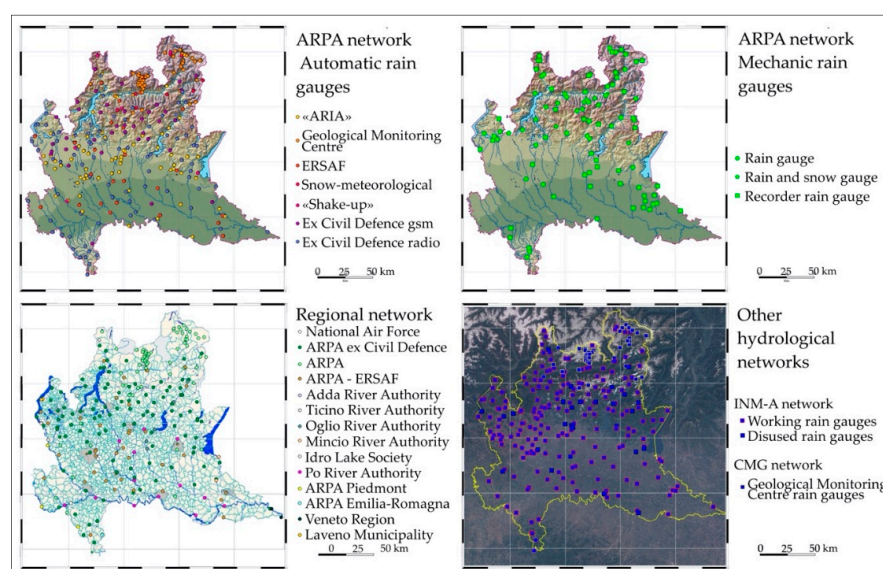 ARPA network
Automatic rain
gauges
«ARIA»
Geological Monitoring
Centre
ERSAF
Snow-meteorological
«Shake-up»
Ex Civil Defence gsm
Ex Civil Defence radio
0 25 50 km
ARPA network
Mechanic rain
gauges
Rain gauge
Rain and snow gauge
Recorder rain gauge
0 25 50 km
Regional network
National Air Force
ARPA ex Civil Defence
ARPA
ARPA - ERSAF
Adda River Authority
Ticino River Authority
Oglio River Authority
Mincio River Authority
Idro Lake Society
Po River Authority
ARPA Piedmont
ARPA Emilia-Romagna
Veneto Region
Laveno Municipality
0 25 50 km
Other
hydrological
networks
INM-A network
Working rain gauges
Disused rain gauges
CMG network
Geological Monitoring
Centre rain gauges
0 25 50 km